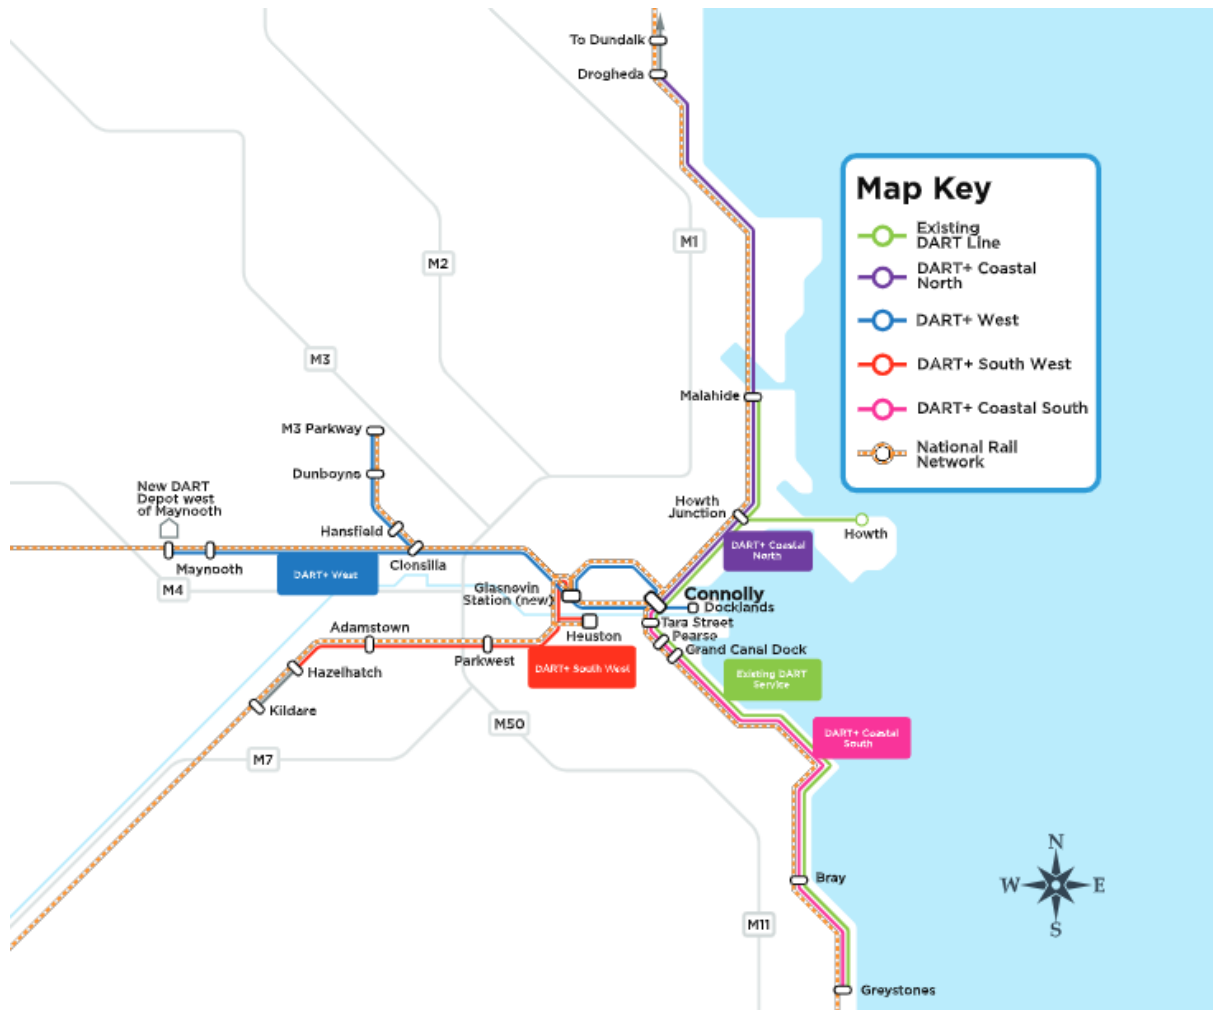 To Dundalk
Drogheda
M1
M2
M3
Malahide
M3 Parkway
Dunboyne
New DART
Depot west
of Maynooth
Hansfield
Howth
Junction
Howth
Maynooth
Clonsilla
DART+ West
DART+ Coastal
North
M4
Glasnevin
Station (new)
Connolly
Docklands
Tara Street
Pearse
Grand Canal Dock
Heuston
Adamstown
Parkwest
Hazelhatch
Kildare
DART+ South West
Existing DART
Service
DART+ Coastal
South
M50
M7
M11
Bray
Greystones
Map Key
Existing
DART Line
DART+ Coastal
North
DART+ West
DART+ South West
DART+ Coastal South
National Rail
Network
N
W
E
S